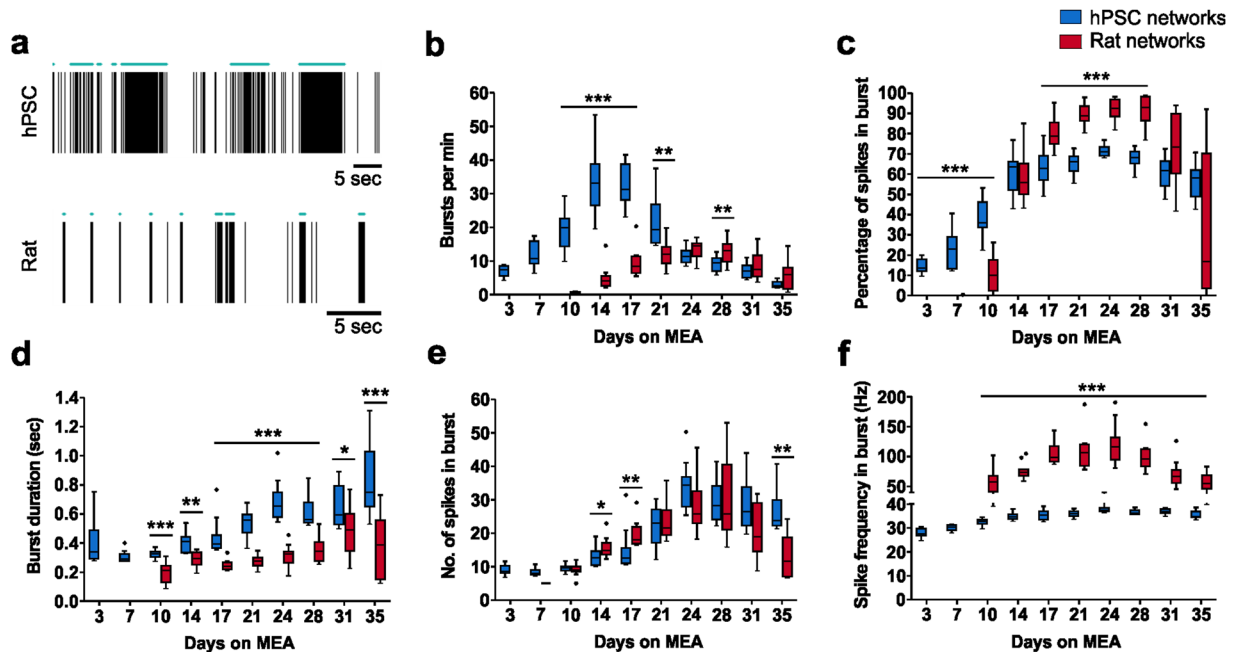 hPSC networks
Rat networks
a
hPSC
5 sec
Rat
5 sec
b
Bursts per min
60
50
40
30
20
10
0
***
**
**
3 7 10 14 17 21 24 28 31 35
Days on MEA
c
Percentage of spikes in burst
100
90
80
70
60
50
40
30
20
10
0
***
***
3 7 10 14 17 21 24 28 31 35
Days on MEA
d
Burst duration (sec)
1.4
1.2
1.0
0.8
0.6
0.4
0.2
0.0
***
**
***
*
***
3 7 10 14 17 21 24 28 31 35
Days on MEA
e
No. of spikes in burst
60
50
40
30
20
10
0
*
**
**
3 7 10 14 17 21 24 28 31 35
Days on MEA
f
Spike frequency in burst (Hz)
200
150
100
50
40
30
20
10
0
***
3 7 10 14 17 21 24 28 31 35
Days on MEA